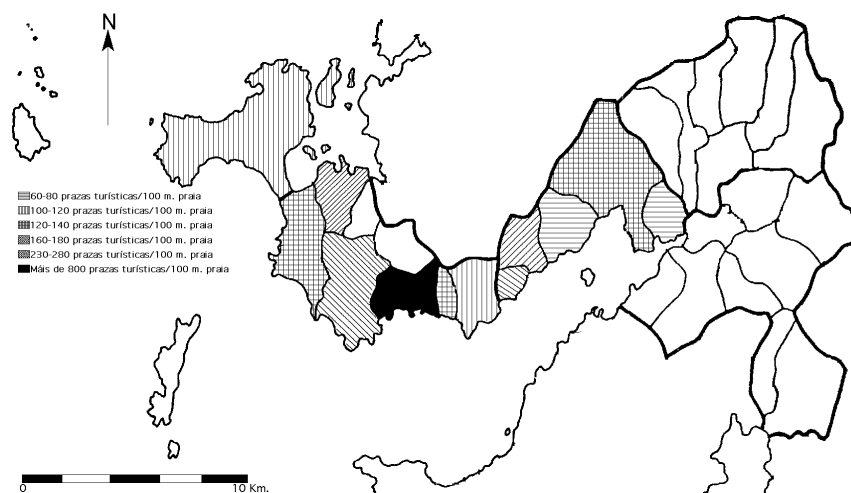 N
60-80 prazas turísticas/100 m. praia
100-120 prazas turísticas/100 m. praia
120-140 prazas turísticas/100 m. praia
160-180 prazas turísticas/100 m. praia
230-280 prazas turísticas/100 m. praia
Máis de 800 prazas turísticas/100 m. praia
0 10 Km.